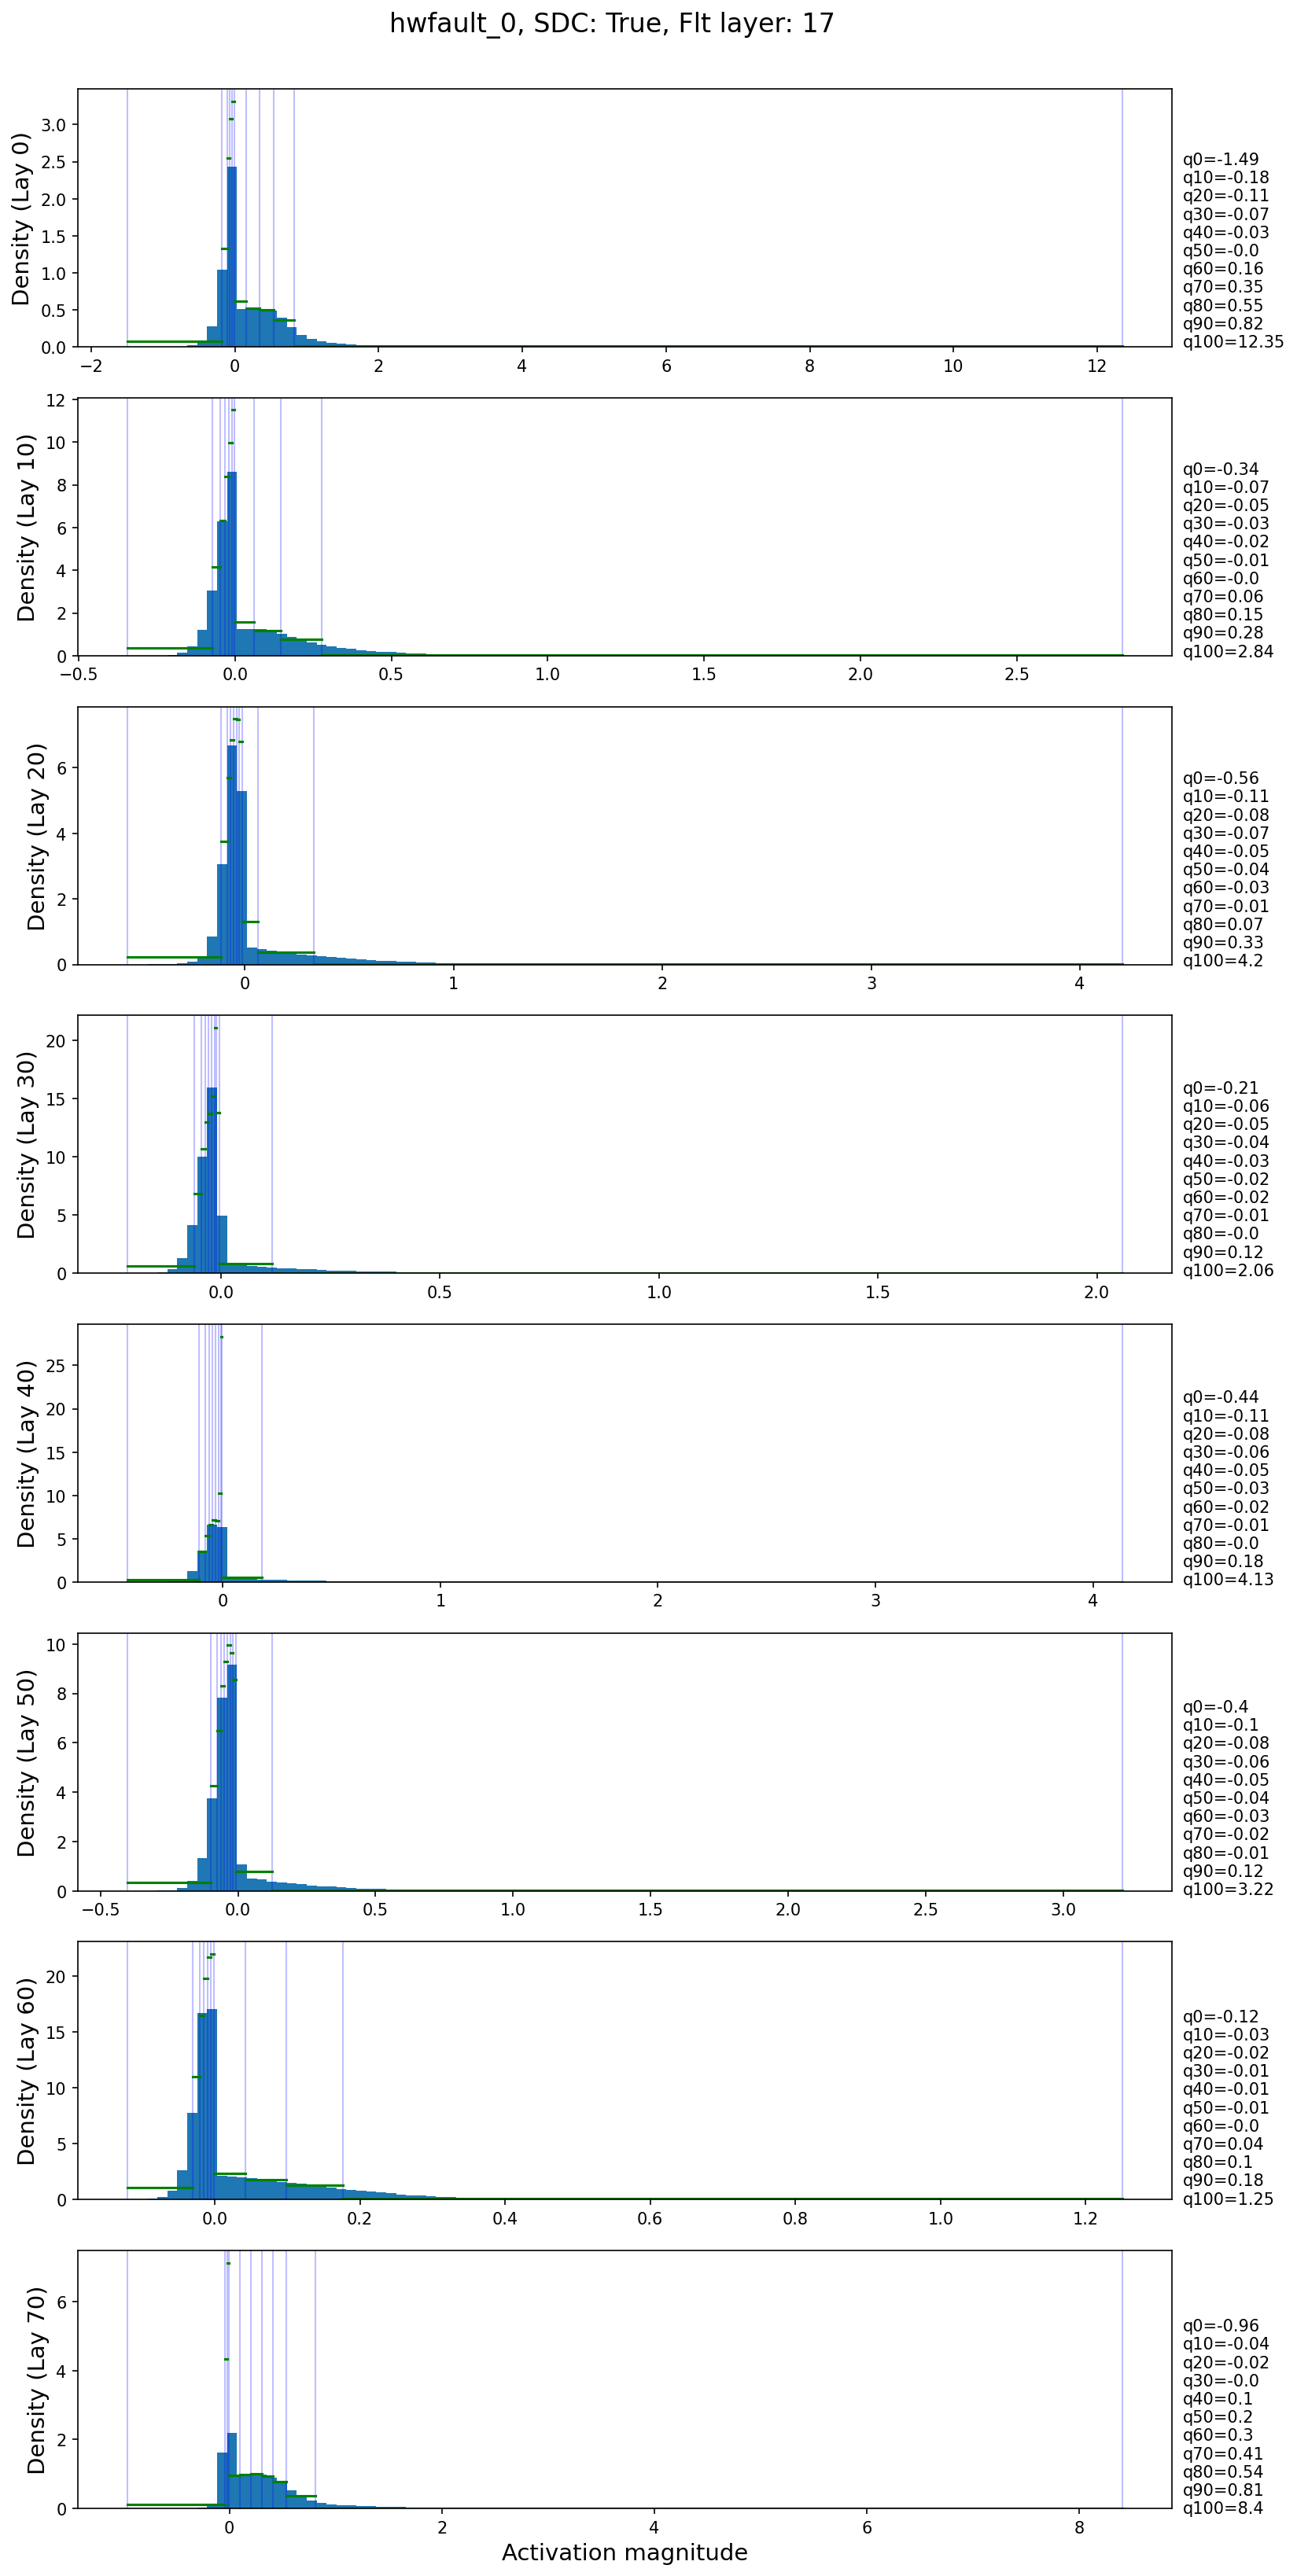 hwfault_0, SDC: True, Flt layer: 17
Density (Lay 0)
3.0
2.5
2.0
1.5
1.0
0.5
0.0
−2 0 2 4 6 8 10 12
q0=-1.49
q10=-0.18
q20=-0.11
q30=-0.07
q40=-0.03
q50=-0.0
q60=0.16
q70=0.35
q80=0.55
q90=0.82
q100=12.35
Density (Lay 10)
12
10
8
6
4
2
0
−0.5 0.0 0.5 1.0 1.5 2.0 2.5
q0=-0.34
q10=-0.07
q20=-0.05
q30=-0.03
q40=-0.02
q50=-0.01
q60=-0.0
q70=0.06
q80=0.15
q90=0.28
q100=2.84
Density (Lay 20)
6
4
2
0
0 1 2 3 4
q0=-0.56
q10=-0.11
q20=-0.08
q30=-0.07
q40=-0.05
q50=-0.04
q60=-0.03
q70=-0.01
q80=0.07
q90=0.33
q100=4.2
Density (Lay 30)
20
15
10
5
0
0.0 0.5 1.0 1.5 2.0
q0=-0.21
q10=-0.06
q20=-0.05
q30=-0.04
q40=-0.03
q50=-0.02
q60=-0.02
q70=-0.01
q80=-0.0
q90=0.12
q100=2.06
Density (Lay 40)
25
20
15
10
5
0
0 1 2 3 4
q0=-0.44
q10=-0.11
q20=-0.08
q30=-0.06
q40=-0.05
q50=-0.03
q60=-0.02
q70=-0.01
q80=-0.0
q90=0.18
q100=4.13
Density (Lay 50)
10
8
6
4
2
0
−0.5 0.0 0.5 1.0 1.5 2.0 2.5 3.0
q0=-0.4
q10=-0.1
q20=-0.08
q30=-0.06
q40=-0.05
q50=-0.04
q60=-0.03
q70=-0.02
q80=-0.01
q90=0.12
q100=3.22
Density (Lay 60)
20
15
10
5
0
0.0 0.2 0.4 0.6 0.8 1.0 1.2
q0=-0.12
q10=-0.03
q20=-0.02
q30=-0.01
q40=-0.01
q50=-0.01
q60=-0.0
q70=0.04
q80=0.1
q90=0.18
q100=1.25
Density (Lay 70)
6
4
2
0
0 2 4 6 8
q0=-0.96
q10=-0.04
q20=-0.02
q30=-0.0
q40=0.1
q50=0.2
q60=0.3
q70=0.41
q80=0.54
q90=0.81
q100=8.4
Activation magnitude